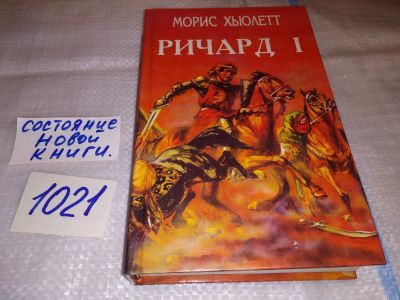 МОРИС ХЬЮЛЕТТ
РИЧАРД I
СОСТОЯНИЕ
НОВОЙ
КНИГИ.
1021